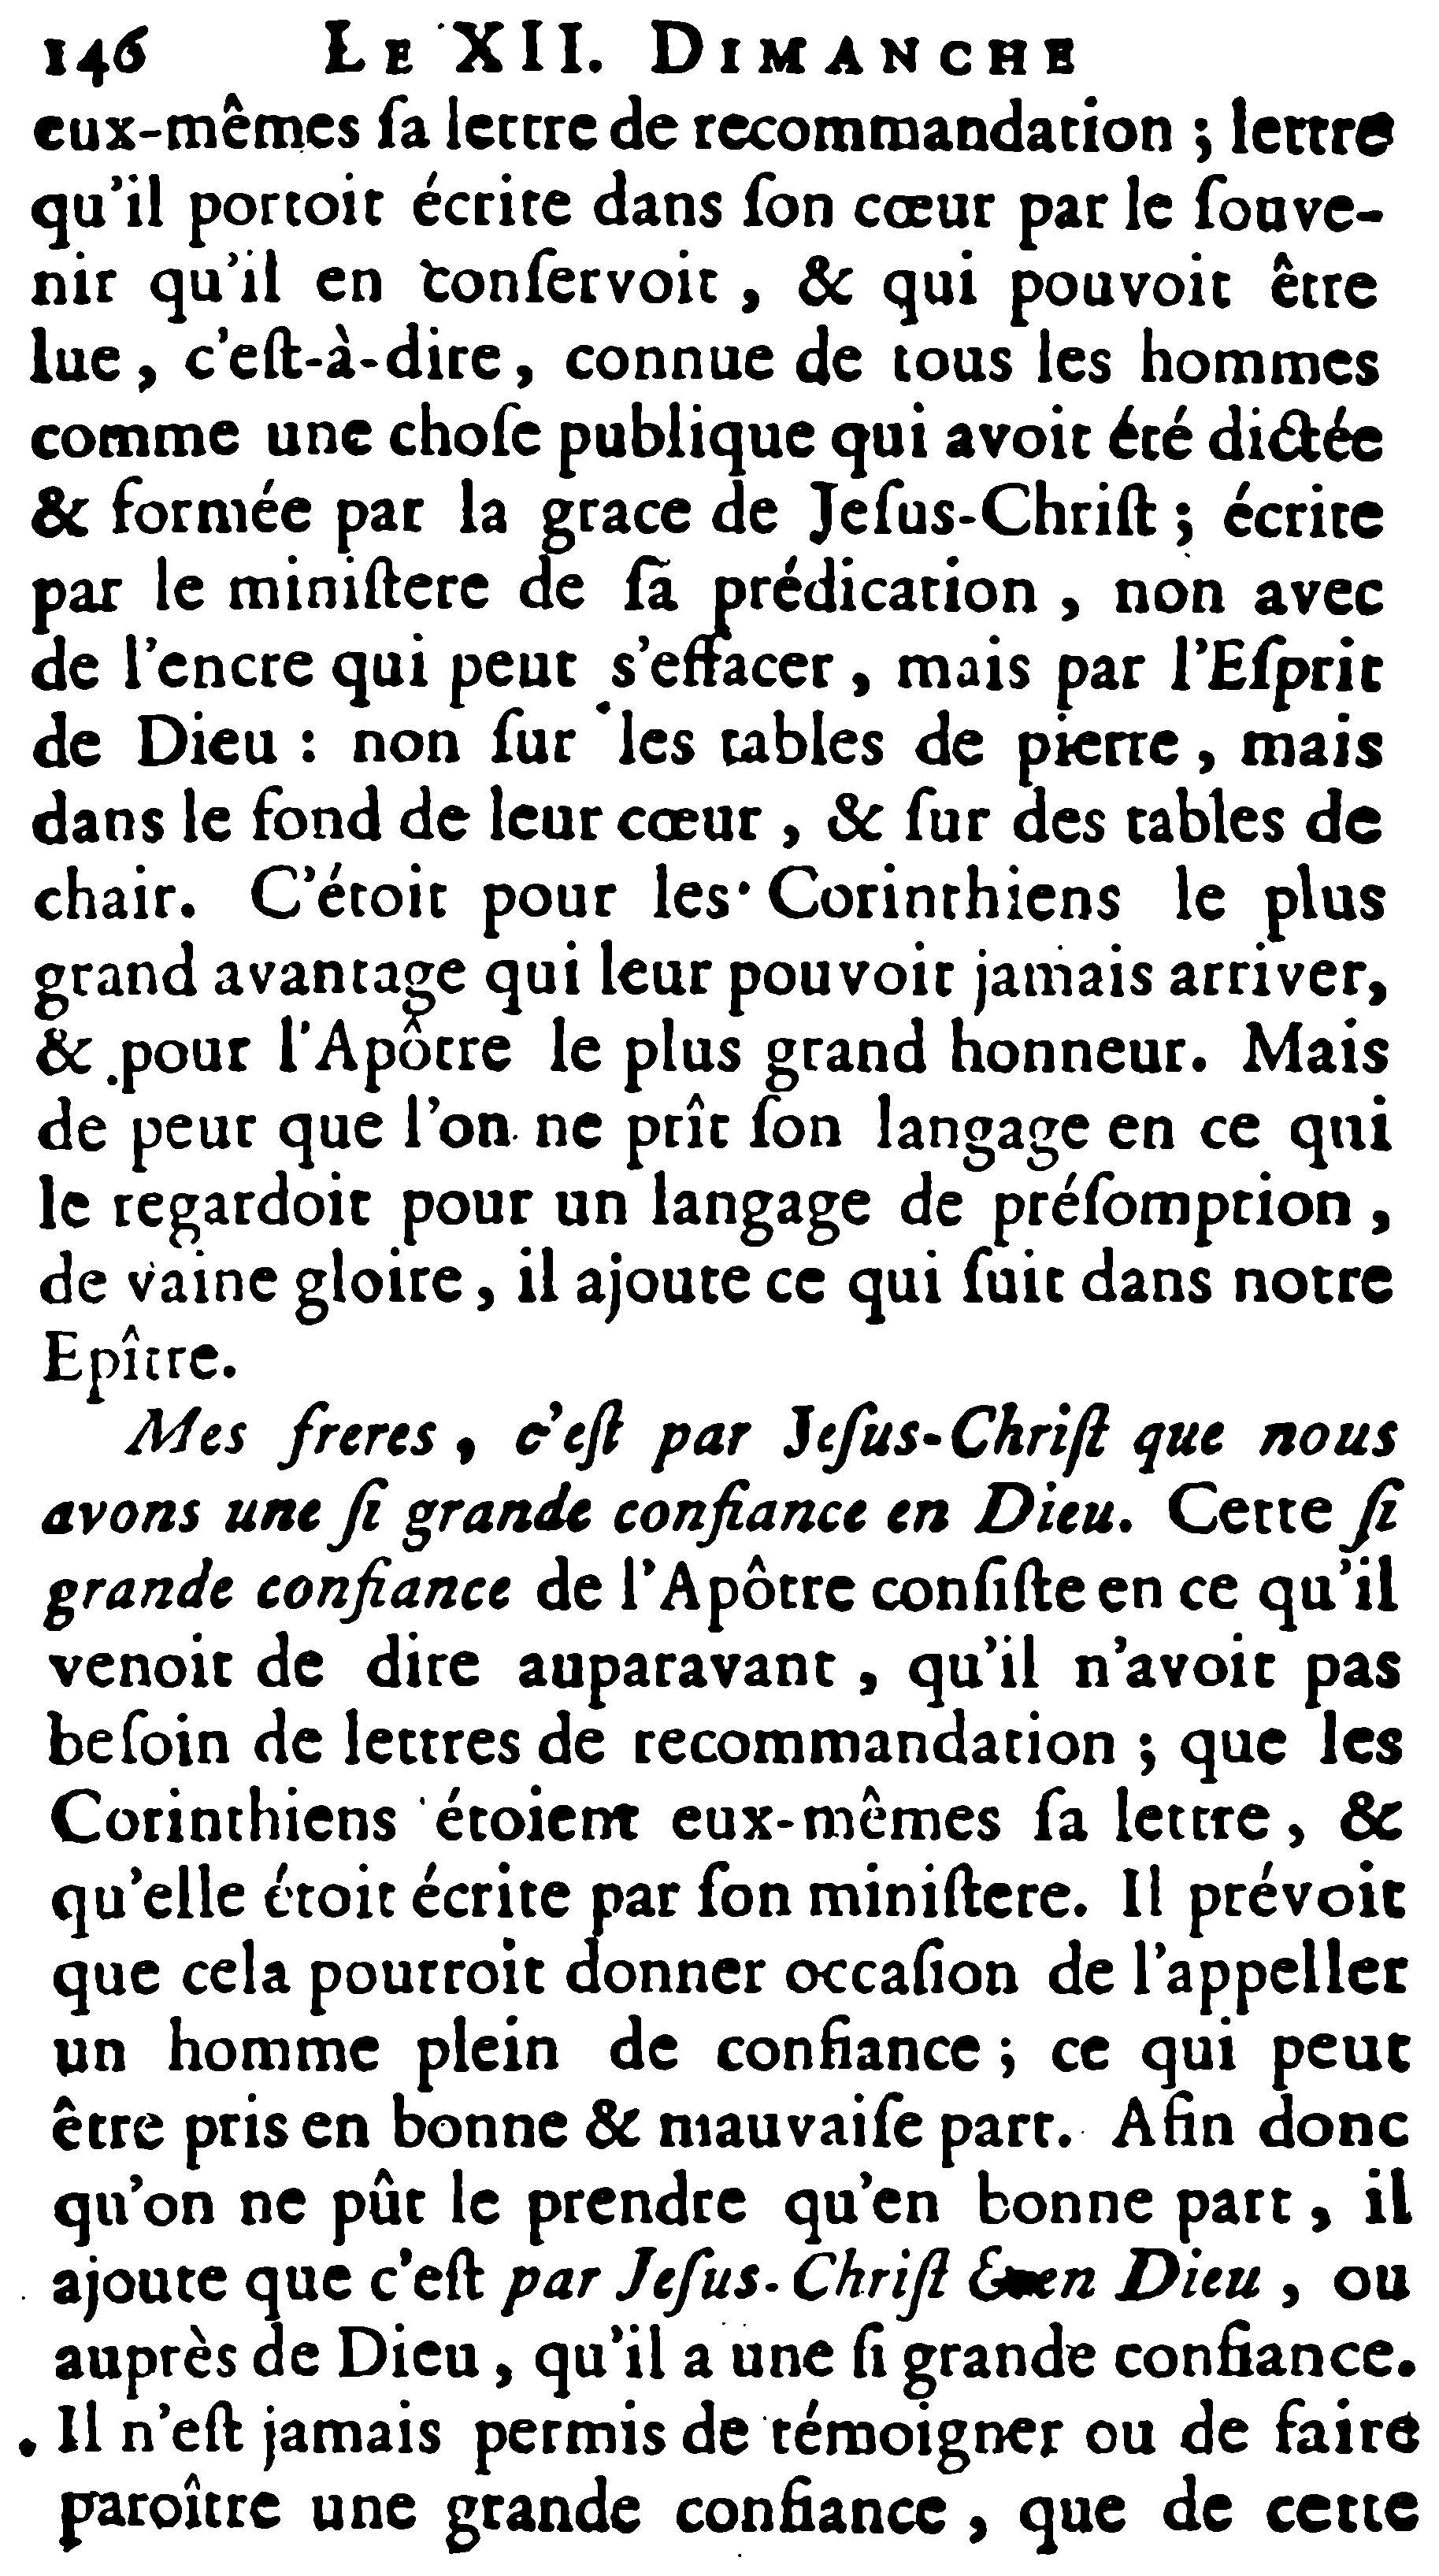 146 LE XII. DIMANCHE
eux-mêmes ſa lettre de recommandation ; lettre
qu'il portoit écrite dans ſon cœur par le ſouve-
nir qu'il en conſervoit , & qui pouvoit être
lue , c'eſt-à-dire , connue de tous les hommes
comme une choſe publique qui avoit été dictée
& formée par la grace de Jeſus-Chriſt ; écrite
par le miniſtere de ſa prédication , non avec
de l'encre qui peut s'effacer , mais par l'Eſprit
de Dieu : non ſur les tables de pierre , mais
dans le fond de leur cœur , & ſur des tables de
chair. C'étoit pour les Corinthiens le plus
grand avantage qui leur pouvoit jamais arriver,
& pour l'Apôtre le plus grand honneur. Mais
de peur que l'on ne prît ſon langage en ce qui
le regardoit pour un langage de préſomption ,
de vaine gloire , il ajoute ce qui ſuit dans notre
Epître.
Mes freres , c'eſt par Jeſus-Chriſt que nous
avons une ſi grande confiance en Dieu. Cette ſi
grande confiance de l'Apôtre conſiſte en ce qu'il
venoit de dire auparavant , qu'il n'avoit pas
beſoin de lettres de recommandation ; que les
Corinthiens étoient eux-mêmes ſa lettre , &
qu'elle étoit écrite par ſon miniſtere. Il prévoit
que cela pourroit donner occaſion de l'appeller
un homme plein de confiance ; ce qui peut
être pris en bonne & mauvaiſe part. Afin donc
qu'on ne pût le prendre qu'en bonne part , il
ajoute que c'eſt par Jeſus-Chriſt & en Dieu , ou
auprès de Dieu , qu'il a une ſi grande confiance.
Il n'eſt jamais permis de témoigner ou de faire
paroître une grande confiance , que de cette